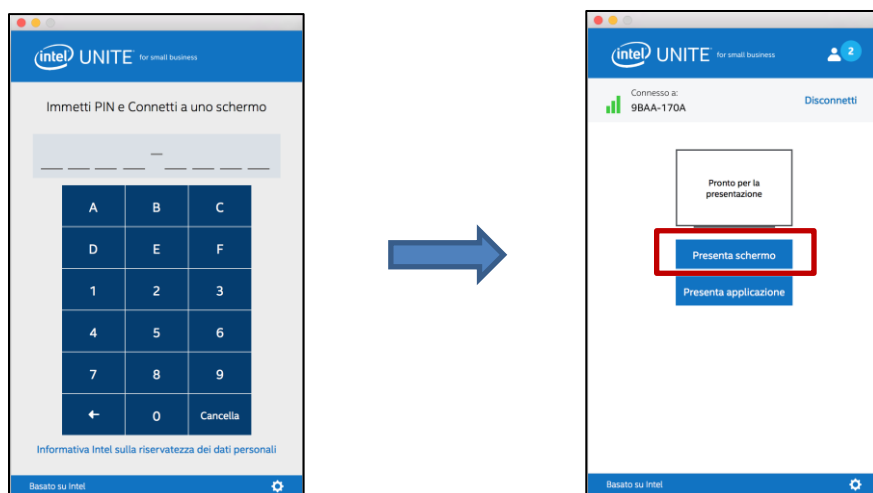 intel UNITE for small business
Immetti PIN e Connetti a uno schermo
____ – ____
A B C
D E F
1 2 3
4 5 6
7 8 9
← 0 Cancella
Informativa Intel sulla riservatezza dei dati personali
Basato su Intel
intel UNITE for small business 2
Connesso a:
9BAA-170A Disconnetti
Pronto per la
presentazione
Presenta schermo
Presenta applicazione
Basato su Intel